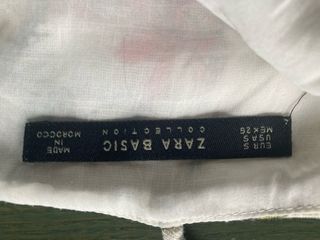 EUR S
USA S
MEX 26
ZARA BASIC
COLLECTION
MADE
IN
MOROCCO